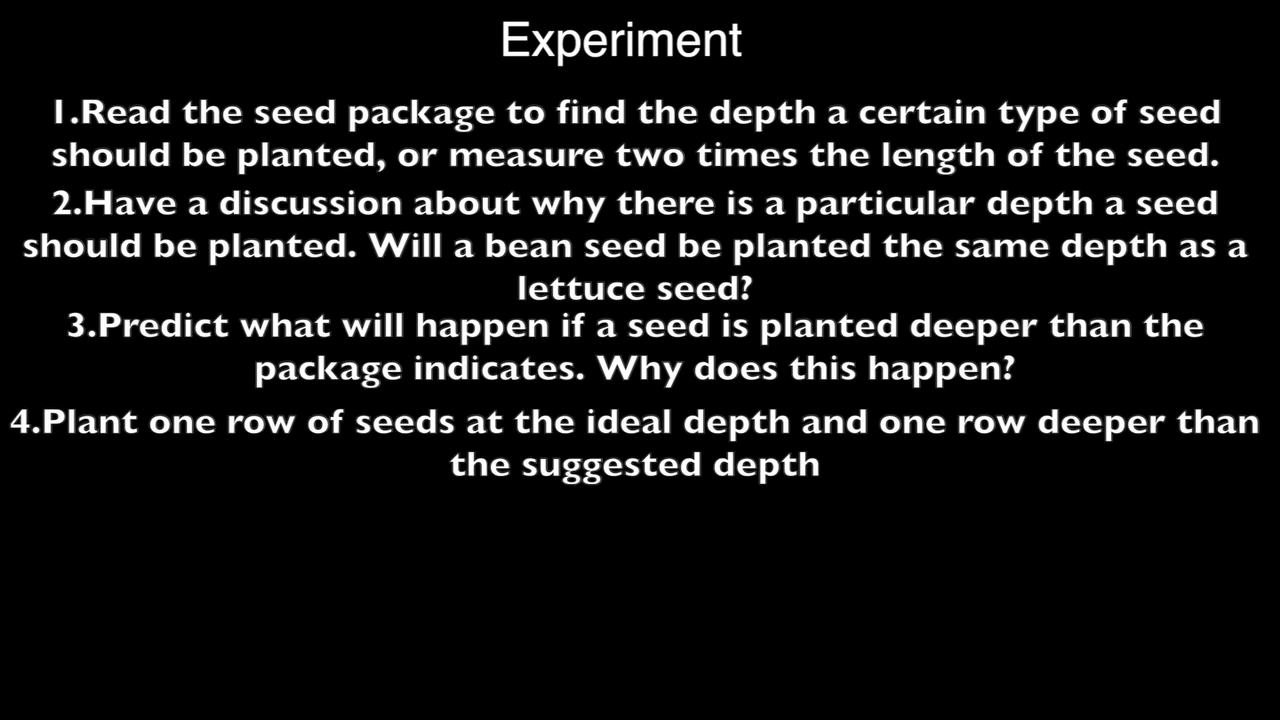 Experiment
1.Read the seed package to find the depth a certain type of seed
should be planted, or measure two times the length of the seed.
2.Have a discussion about why there is a particular depth a seed
should be planted. Will a bean seed be planted the same depth as a
lettuce seed?
3.Predict what will happen if a seed is planted deeper than the
package indicates. Why does this happen?
4.Plant one row of seeds at the ideal depth and one row deeper than
the suggested depth